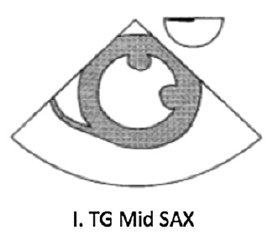 I. TG Mid SAX